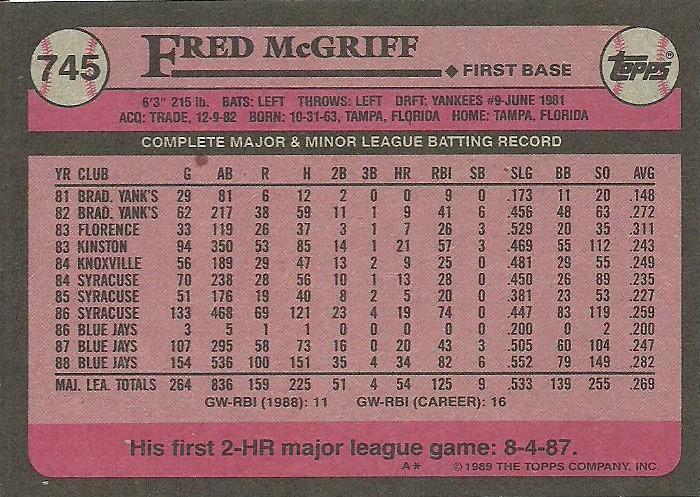 745
FRED McGRIFF
topps®
◆ FIRST BASE
6'3" 215 lb. BATS: LEFT THROWS: LEFT DRFT: YANKEES #9-JUNE 1981
ACQ: TRADE, 12-9-82 BORN: 10-31-63, TAMPA, FLORIDA HOME: TAMPA, FLORIDA
COMPLETE MAJOR & MINOR LEAGUE BATTING RECORD
YR CLUB G AB R H 2B 3B HR RBI SB SLG BB SO AVG
81 BRAD. YANK'S 29 81 6 12 2 0 0 9 0 .173 11 20 .148
82 BRAD. YANK'S 62 217 38 59 11 1 9 41 6 .456 48 63 .272
83 FLORENCE 33 119 26 37 3 1 7 26 3 .529 20 35 .311
83 KINSTON 94 350 53 85 14 1 21 57 3 .469 55 112 .243
84 KNOXVILLE 56 189 29 47 13 2 9 25 0 .481 29 55 .249
84 SYRACUSE 70 238 28 56 10 1 13 28 0 .450 26 89 .235
85 SYRACUSE 51 176 19 40 8 2 5 20 0 .381 23 53 .227
86 SYRACUSE 133 468 69 121 23 4 19 74 0 .447 83 119 .259
86 BLUE JAYS 3 5 1 1 0 0 0 0 0 .200 0 2 .200
87 BLUE JAYS 107 295 58 73 16 0 20 43 3 .505 60 104 .247
88 BLUE JAYS 154 536 100 151 35 4 34 82 6 .552 79 149 .282
MAJ. LEA. TOTALS 264 836 159 225 51 4 54 125 9 .533 139 255 .269
GW-RBI (1988): 11 GW-RBI (CAREER): 16
His first 2-HR major league game: 8-4-87.
A* ©1989 THE TOPPS COMPANY, INC.